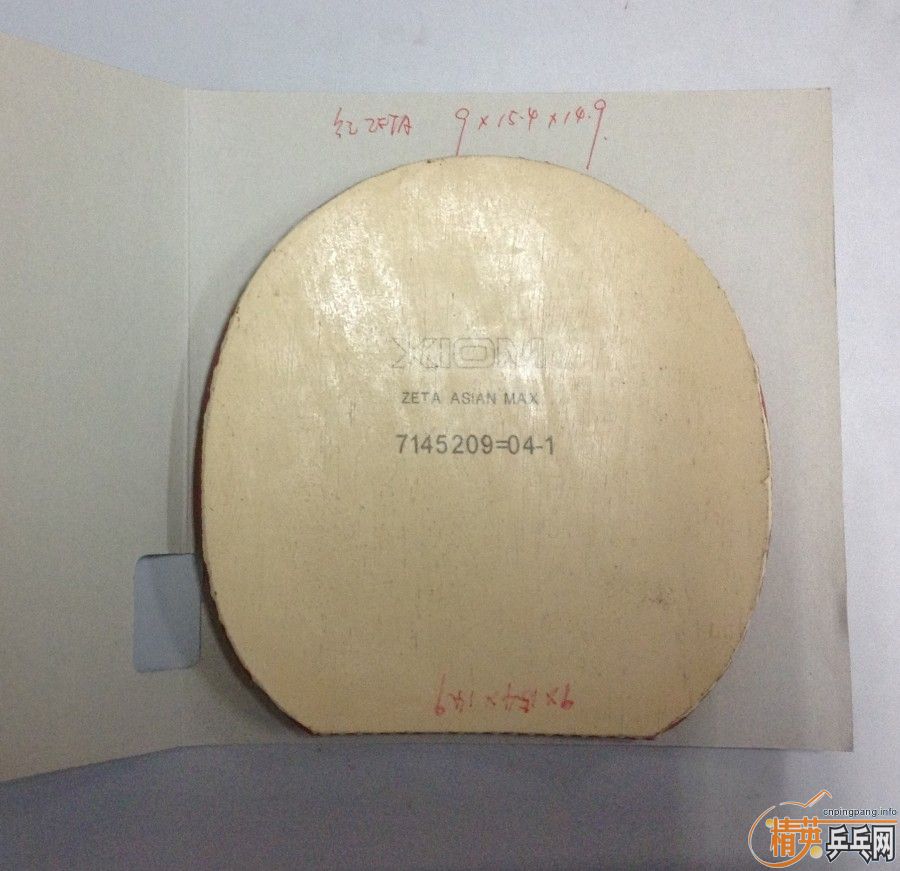 红 ZETA 9 x 15.4 x 14.9
XIOM
ZETA ASIAN MAX
7145209=04-1
9 x 15.4 x 14.9
cnpingpang.info
精英乒乓网